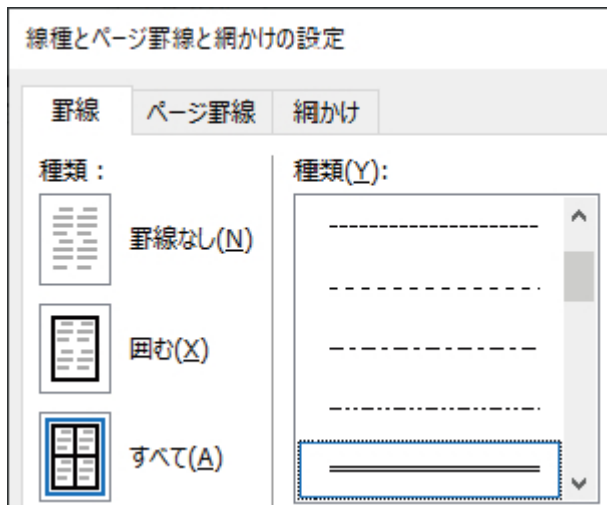 線種とページ罫線と網かけの設定
罫線 ページ罫線 網かけ
種類：
罫線なし(N)
囲む(X)
すべて(A)
種類(Y):